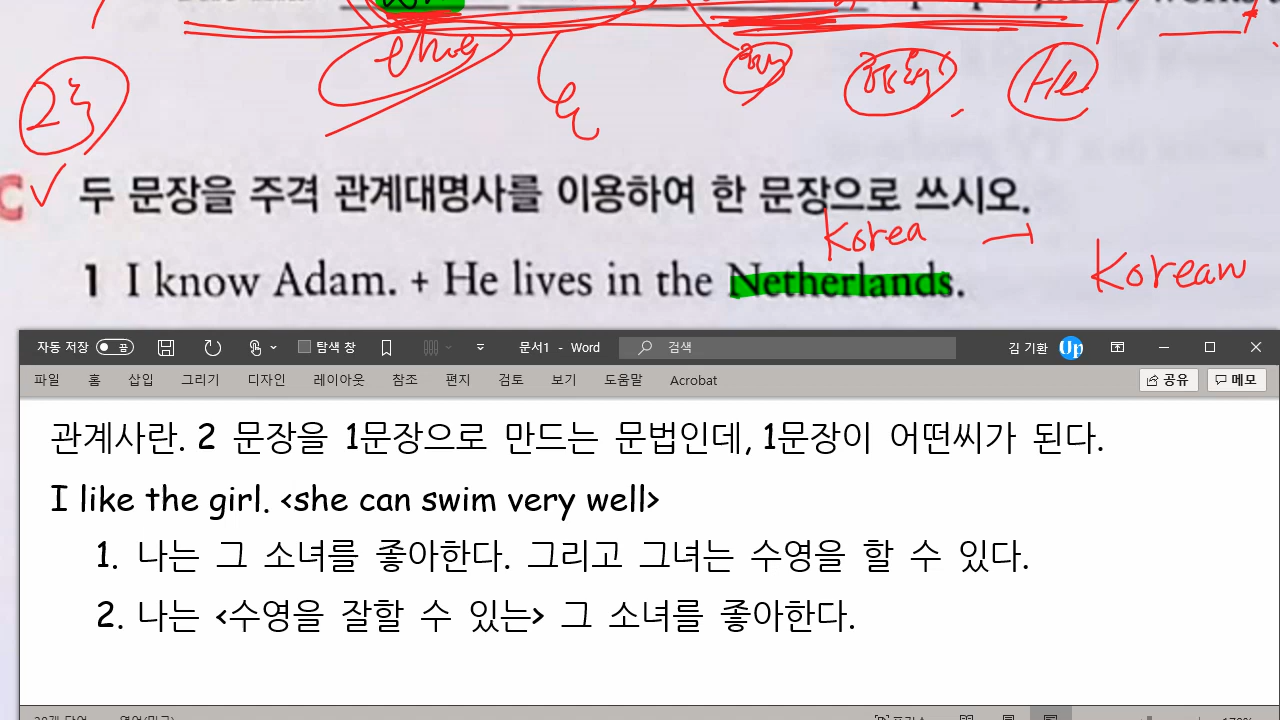 2장
He
C 두 문장을 주격 관계대명사를 이용하여 한 문장으로 쓰시오.
Korea → Korean
1 I know Adam. + He lives in the Netherlands.
자동 저장 끔 탐색 창 문서1 - Word 검색 김 기환 Up
파일 홈 삽입 그리기 디자인 레이아웃 참조 편지 검토 보기 도움말 Acrobat 공유 메모
관계사란. 2 문장을 1문장으로 만드는 문법인데, 1문장이 어떤씨가 된다.
I like the girl. <she can swim very well>
1. 나는 그 소녀를 좋아한다. 그리고 그녀는 수영을 할 수 있다.
2. 나는 <수영을 잘할 수 있는> 그 소녀를 좋아한다.